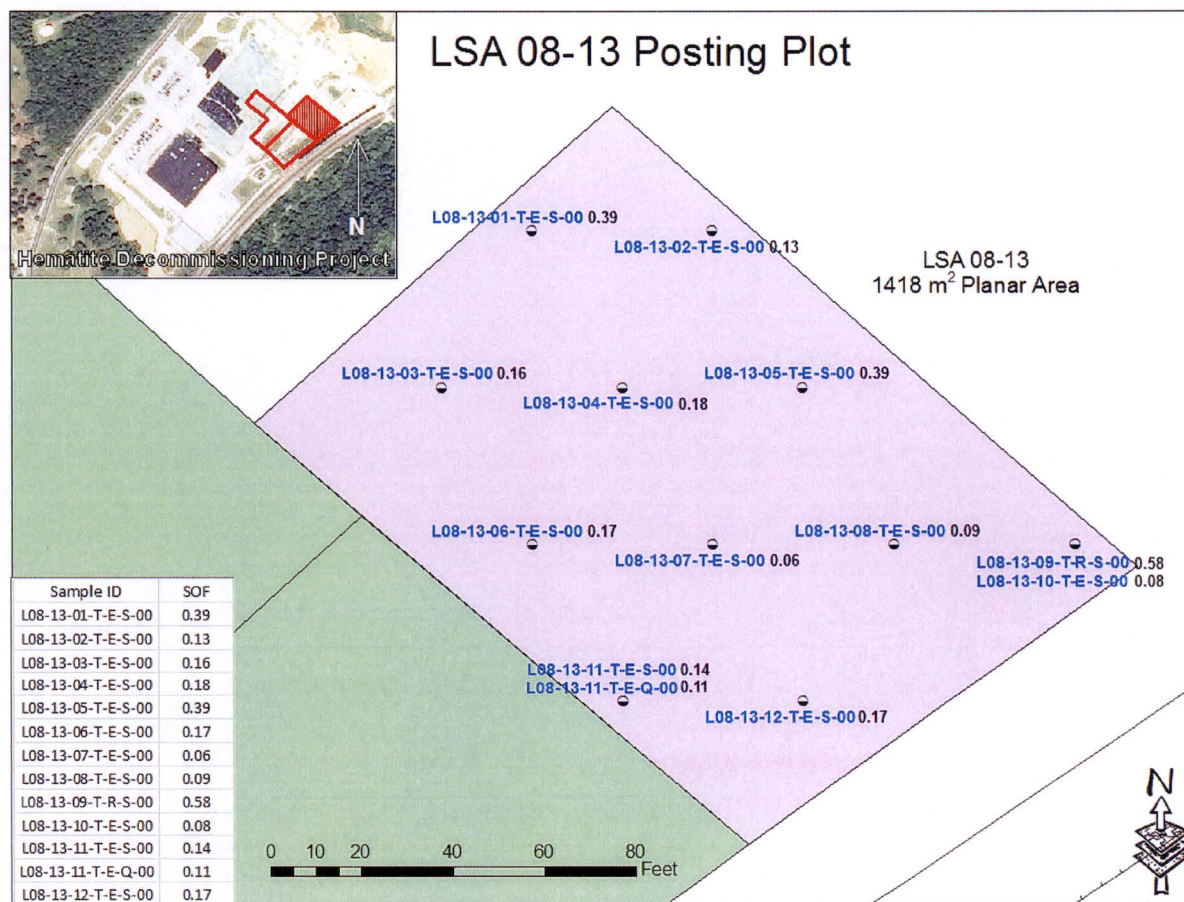 LSA 08-13 Posting Plot
N
Hematite Decommissioning Project
L08-13-01-T-E-S-00 0.39
L08-13-02-T-E-S-00 0.13
LSA 08-13
1418 m² Planar Area
L08-13-03-T-E-S-00 0.16
L08-13-05-T-E-S-00 0.39
L08-13-04-T-E-S-00 0.18
L08-13-06-T-E-S-00 0.17
L08-13-08-T-E-S-00 0.09
L08-13-07-T-E-S-00 0.06
L08-13-09-T-R-S-00 0.58
L08-13-10-T-E-S-00 0.08
L08-13-11-T-E-S-00 0.14
L08-13-11-T-E-Q-00 0.11
L08-13-12-T-E-S-00 0.17
Sample ID SOF
L08-13-01-T-E-S-00 0.39
L08-13-02-T-E-S-00 0.13
L08-13-03-T-E-S-00 0.16
L08-13-04-T-E-S-00 0.18
L08-13-05-T-E-S-00 0.39
L08-13-06-T-E-S-00 0.17
L08-13-07-T-E-S-00 0.06
L08-13-08-T-E-S-00 0.09
L08-13-09-T-R-S-00 0.58
L08-13-10-T-E-S-00 0.08
L08-13-11-T-E-S-00 0.14
L08-13-11-T-E-Q-00 0.11
L08-13-12-T-E-S-00 0.17
0 10 20 40 60 80
Feet
N